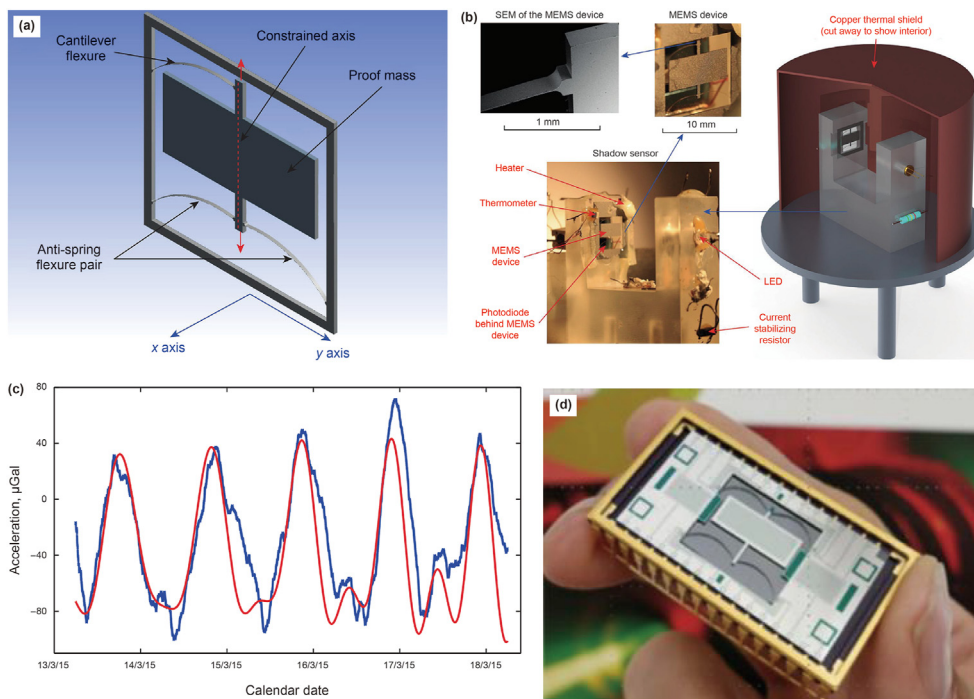 (a)
Cantilever
flexure
Constrained axis
Proof mass
Anti-spring
flexure pair
x axis
y axis
(b)
SEM of the MEMS device
MEMS device
1 mm
10 mm
Copper thermal shield
(cut away to show interior)
Shadow sensor
Heater
Thermometer
MEMS
device
Photodiode
behind MEMS
device
LED
Current
stabilizing
resistor
(c)
Acceleration, µGal
80
40
0
–40
–80
13/3/15 14/3/15 15/3/15 16/3/15 17/3/15 18/3/15
Calendar date
(d)